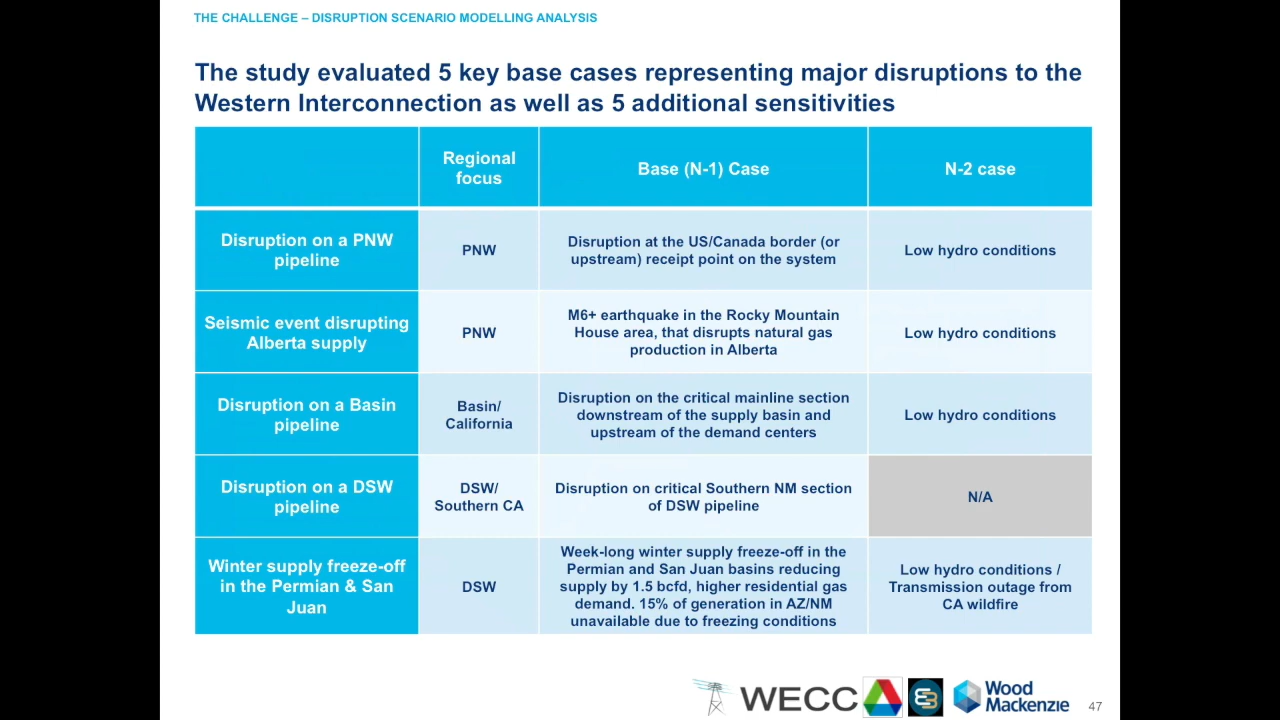 THE CHALLENGE – DISRUPTION SCENARIO MODELLING ANALYSIS
The study evaluated 5 key base cases representing major disruptions to the
Western Interconnection as well as 5 additional sensitivities
Regional
focus
Base (N-1) Case
N-2 case
Disruption on a PNW
pipeline
PNW
Disruption at the US/Canada border (or
upstream) receipt point on the system
Low hydro conditions
Seismic event disrupting
Alberta supply
PNW
M6+ earthquake in the Rocky Mountain
House area, that disrupts natural gas
production in Alberta
Low hydro conditions
Disruption on a Basin
pipeline
Basin/
California
Disruption on the critical mainline section
downstream of the supply basin and
upstream of the demand centers
Low hydro conditions
Disruption on a DSW
pipeline
DSW/
Southern CA
Disruption on critical Southern NM section
of DSW pipeline
N/A
Winter supply freeze-off
in the Permian & San
Juan
DSW
Week-long winter supply freeze-off in the
Permian and San Juan basins reducing
supply by 1.5 bcfd, higher residential gas
demand. 15% of generation in AZ/NM
unavailable due to freezing conditions
Low hydro conditions /
Transmission outage from
CA wildfire
WECC
Wood
Mackenzie
47